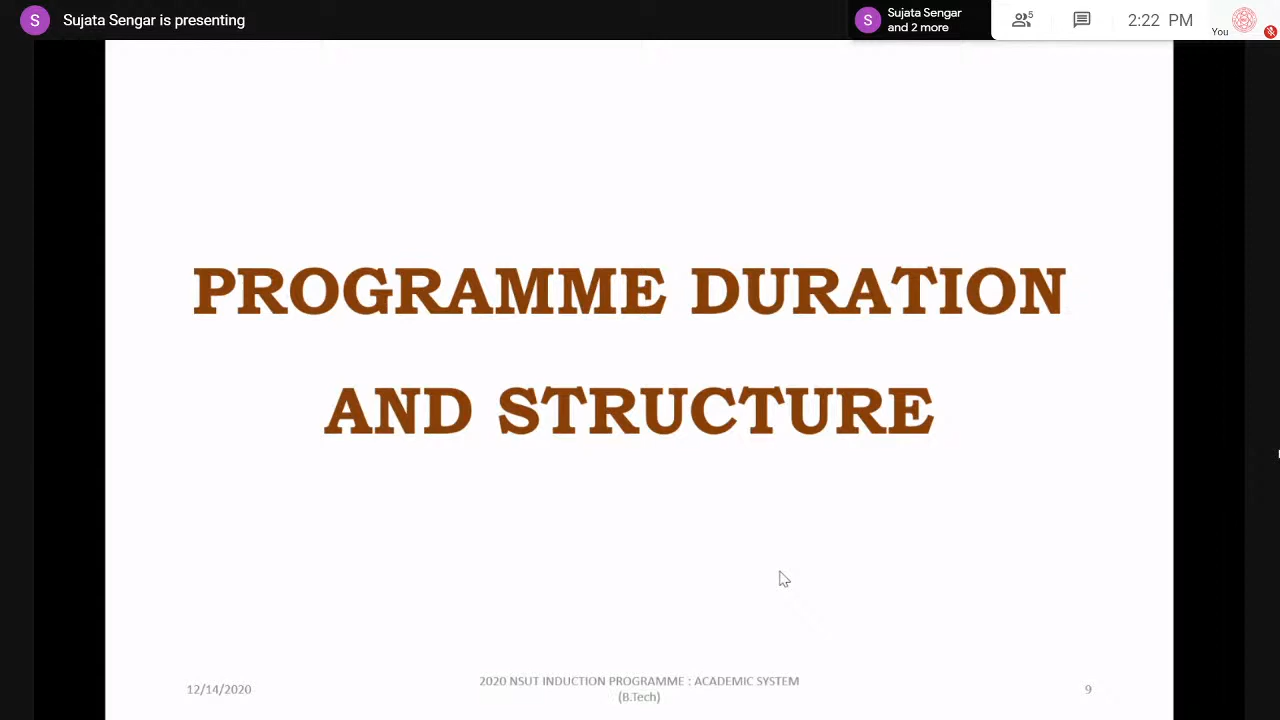 S Sujata Sengar is presenting
S Sujata Sengar
and 2 more
5
2:22 PM
You
PROGRAMME DURATION
AND STRUCTURE
12/14/2020
2020 NSUT INDUCTION PROGRAMME : ACADEMIC SYSTEM
(B.Tech)
9